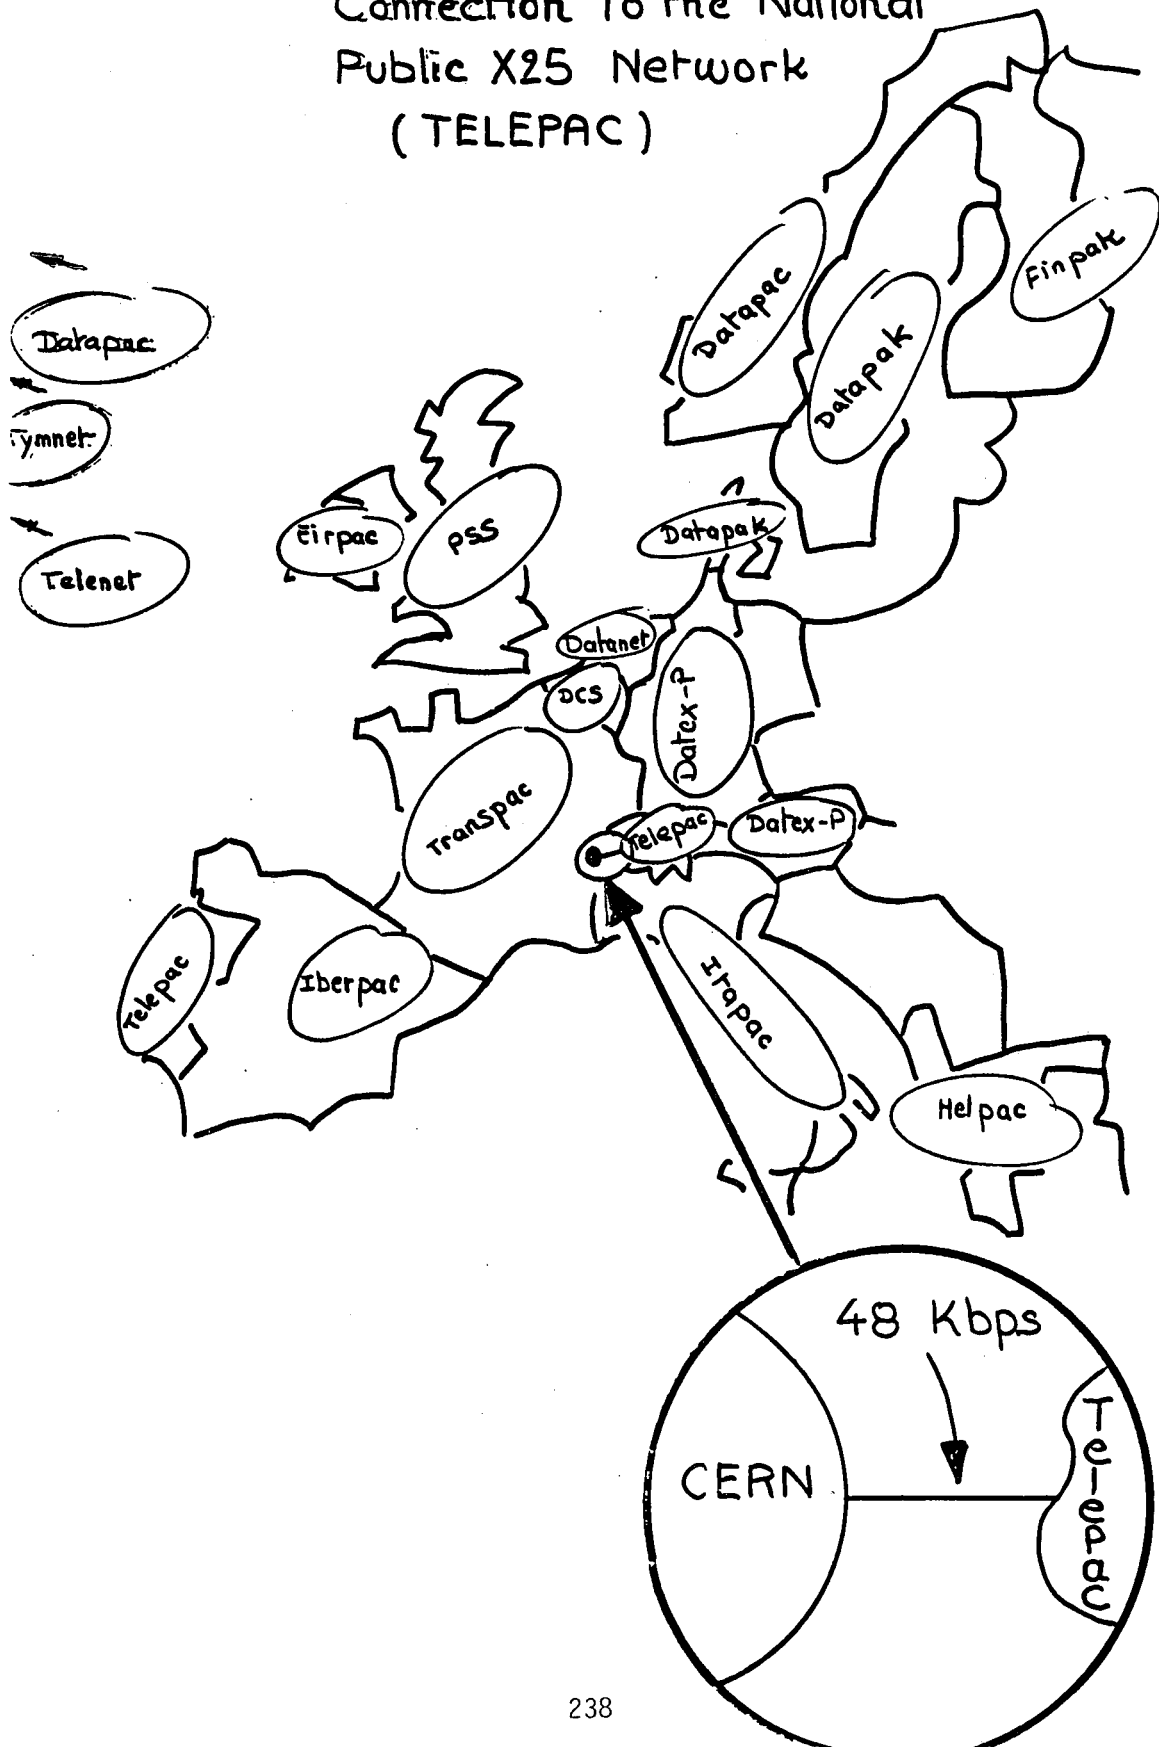 Connection to the National
Public X25 Network
( TELEPAC )
Datapac
Tymnet
Telenet
Datapac
Datapak
Finpak
Eirpac
PSS
Datapak
Datanet
DCS
Datex-P
Transpac
Telepac
Datex-P
Telepac
Iberpac
Itapac
Helpac
48 Kbps
CERN
Telepac
238